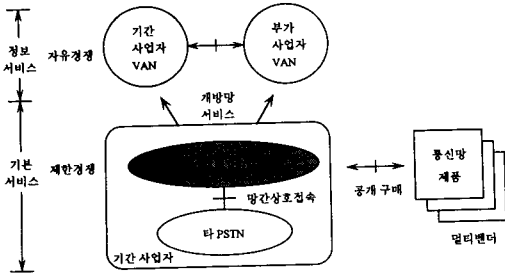 정보
서비스
자유경쟁
기간
사업자
VAN
부가
사업자
VAN
개방망
서비스
기본
서비스
제한경쟁
망간상호접속
타 PSTN
기간 사업자
공개 구매
통신망
제품
멀티벤더